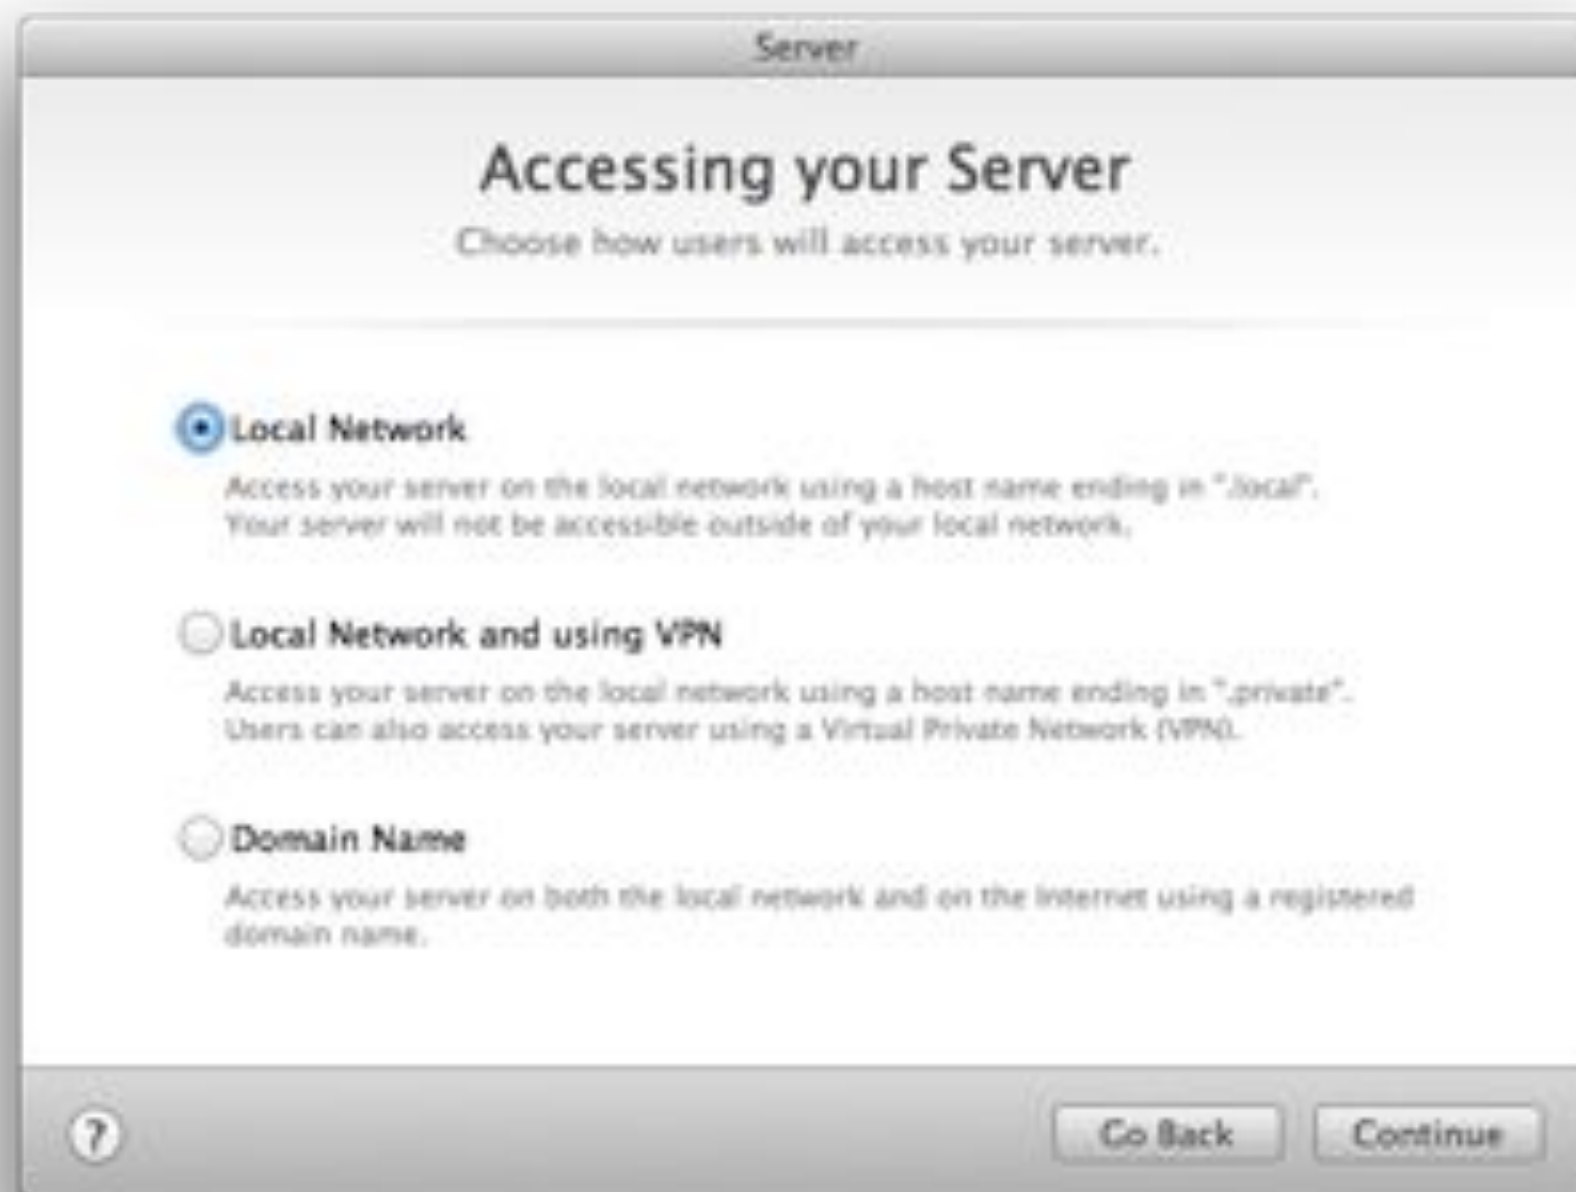 Server
Accessing your Server
Choose how users will access your server.
Local Network
Access your server on the local network using a host name ending in ".local".
Your server will not be accessible outside of your local network.
Local Network and using VPN
Access your server on the local network using a host name ending in ".private".
Users can also access your server using a Virtual Private Network (VPN).
Domain Name
Access your server on both the local network and on the Internet using a registered
domain name.
?
Go Back
Continue